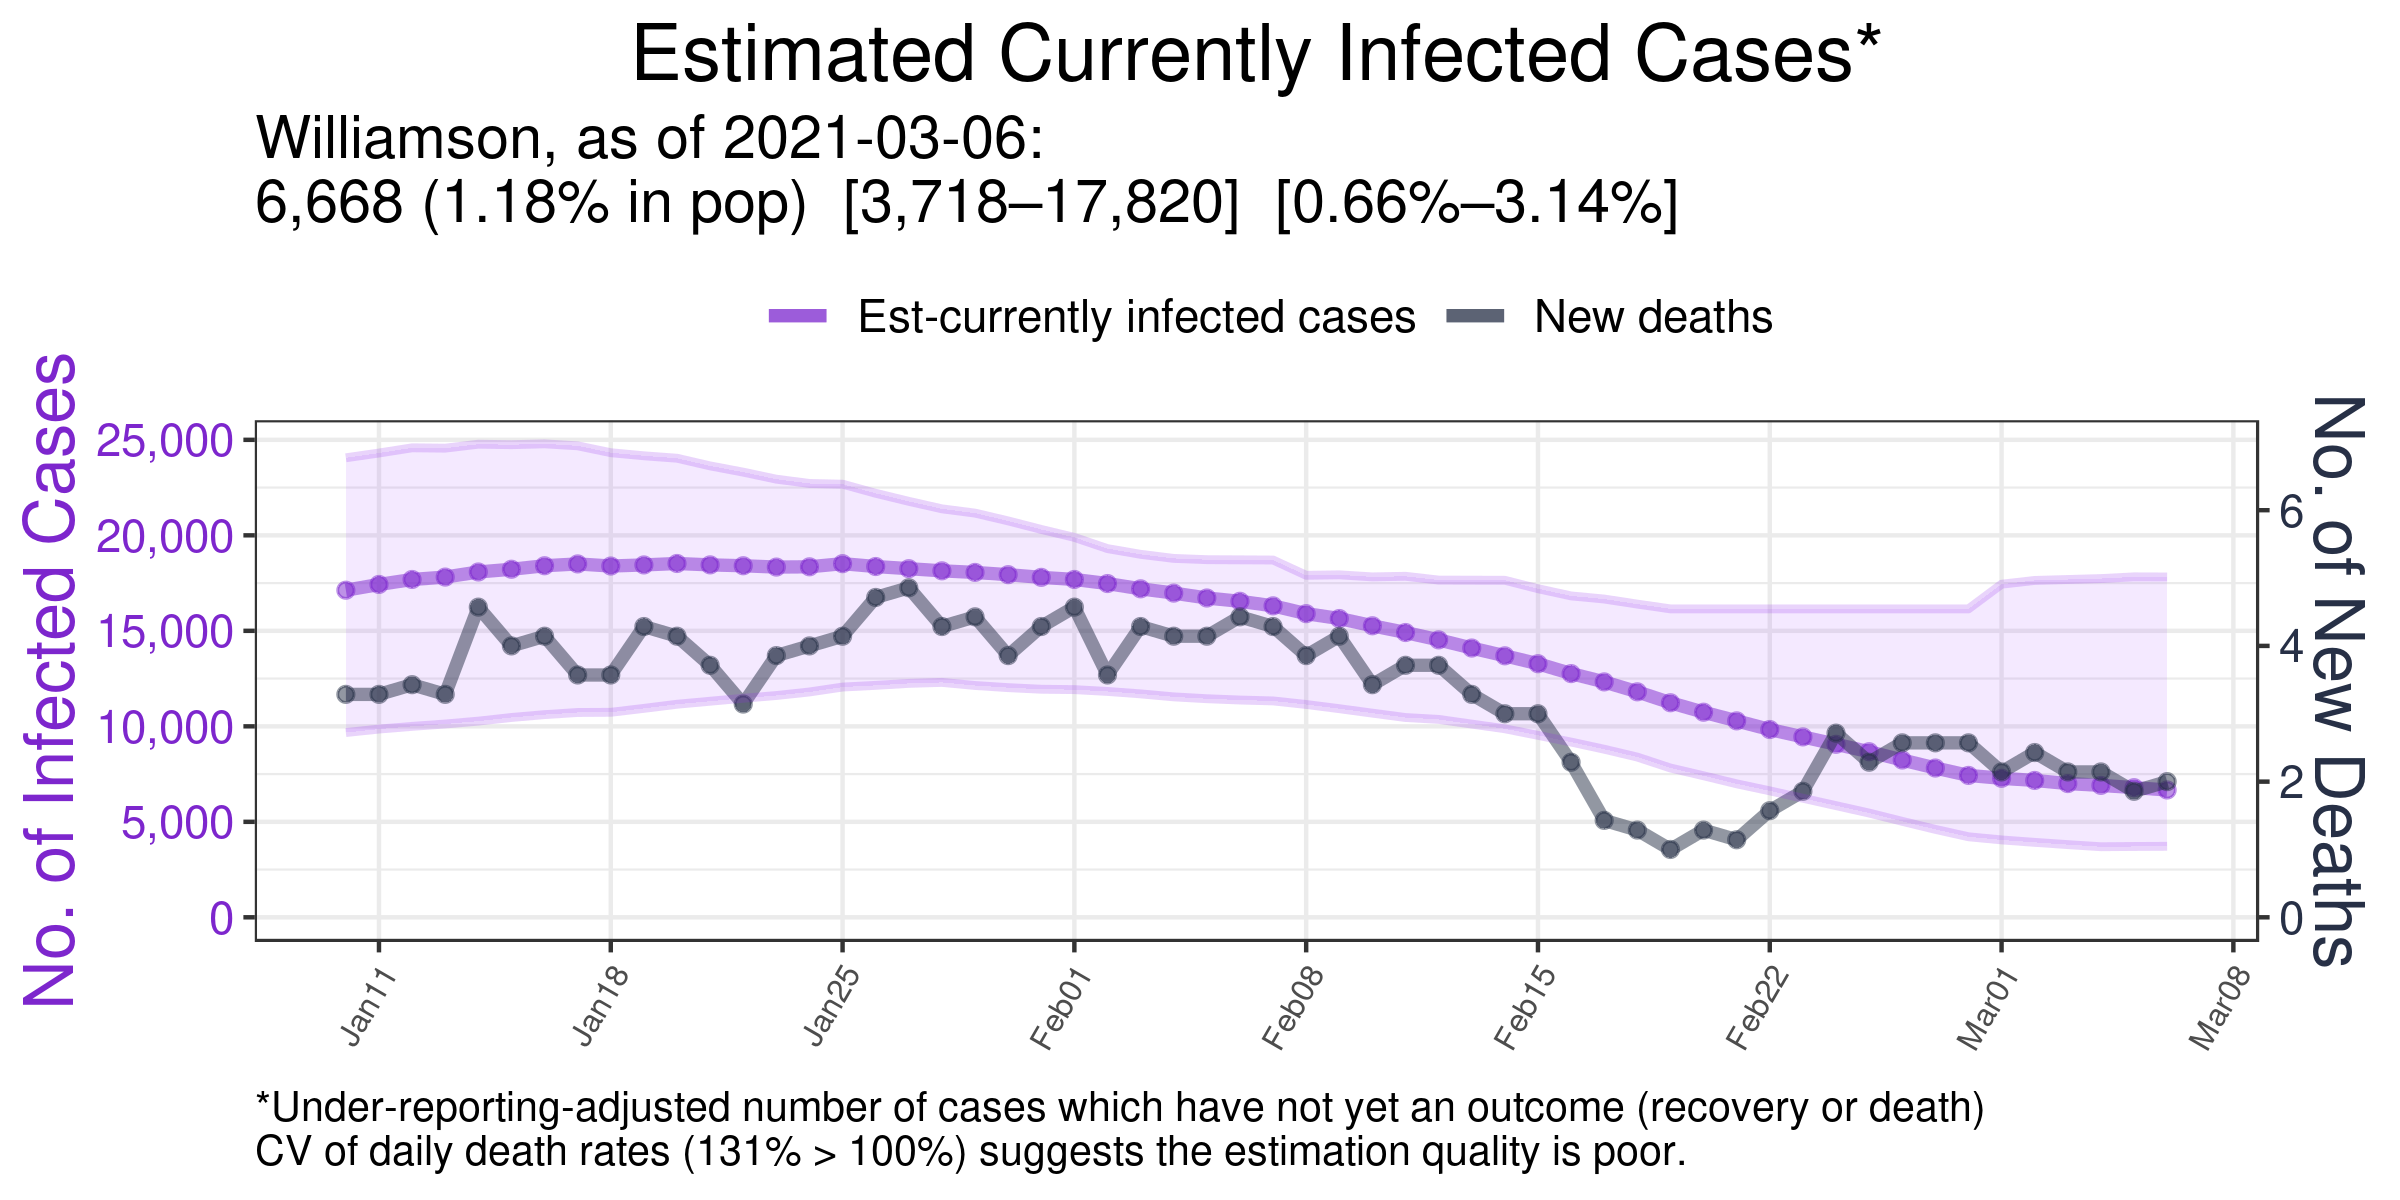 Estimated Currently Infected Cases*
Williamson, as of 2021-03-06:
6,668 (1.18% in pop)  [3,718–17,820]  [0.66%–3.14%]
Est-currently infected cases
New deaths
No. of Infected Cases
25,000
20,000
15,000
10,000
5,000
0
No. of New Deaths
6
4
2
0
Jan11
Jan18
Jan25
Feb01
Feb08
Feb15
Feb22
Mar01
Mar08
*Under-reporting-adjusted number of cases which have not yet an outcome (recovery or death)
CV of daily death rates (131% > 100%) suggests the estimation quality is poor.